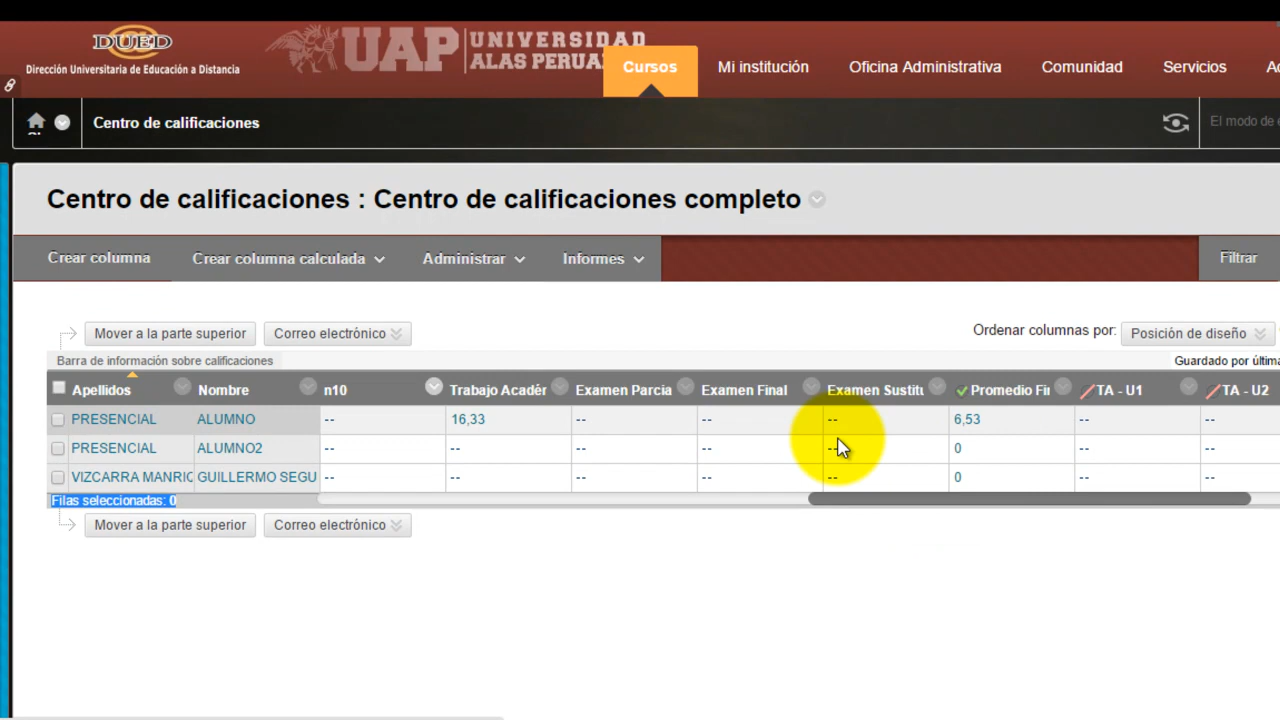 DUED
Dirección Universitaria de Educación a Distancia
UAP UNIVERSIDAD
ALAS PERUA
Cursos
Mi institución
Oficina Administrativa
Comunidad
Servicios
Centro de calificaciones
El modo de
Centro de calificaciones : Centro de calificaciones completo
Crear columna
Crear columna calculada
Administrar
Informes
Filtrar
Mover a la parte superior
Correo electrónico
Ordenar columnas por:
Posición de diseño
Barra de información sobre calificaciones
Guardado por última
Apellidos Nombre n10 Trabajo Acadér Examen Parcia Examen Final Examen Sustitu Promedio Fi TA - U1 TA - U2
PRESENCIAL ALUMNO -- 16,33 -- -- -- 6,53 -- --
PRESENCIAL ALUMNO2 -- -- -- -- -- 0 -- --
VIZCARRA MANRIC GUILLERMO SEGU -- -- -- -- -- 0 -- --
Filas seleccionadas: 0
Mover a la parte superior
Correo electrónico